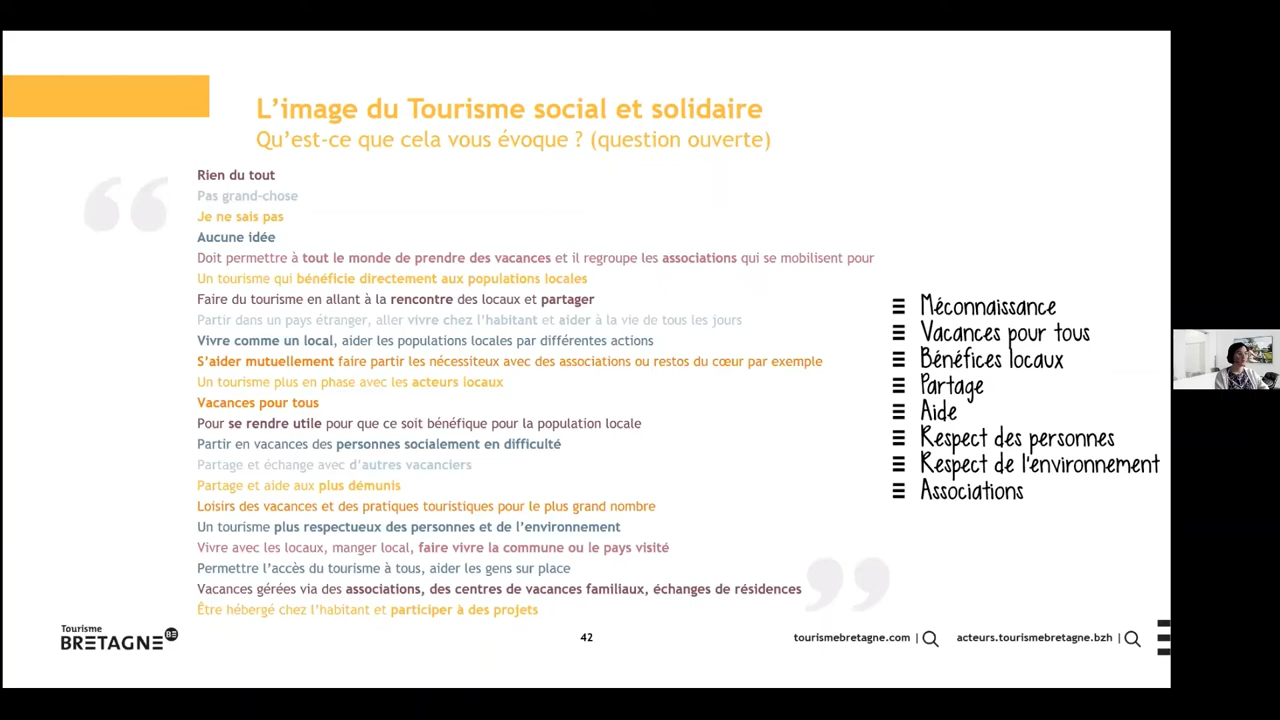 L’image du Tourisme social et solidaire
Qu’est-ce que cela vous évoque ? (question ouverte)
Rien du tout
Pas grand-chose
Je ne sais pas
Aucune idée
Doit permettre à tout le monde de prendre des vacances et il regroupe les associations qui se mobilisent pour
Un tourisme qui bénéficie directement aux populations locales
Faire du tourisme en allant à la rencontre des locaux et partager
Partir dans un pays étranger, aller vivre chez l’habitant et aider à la vie de tous les jours
Vivre comme un local, aider les populations locales par différentes actions
S’aider mutuellement faire partir les nécessiteux avec des associations ou restos du cœur par exemple
Un tourisme plus en phase avec les acteurs locaux
Vacances pour tous
Pour se rendre utile pour que ce soit bénéfique pour la population locale
Partir en vacances des personnes socialement en difficulté
Partage et échange avec d’autres vacanciers
Partage et aide aux plus démunis
Loisirs des vacances et des pratiques touristiques pour le plus grand nombre
Un tourisme plus respectueux des personnes et de l’environnement
Vivre avec les locaux, manger local, faire vivre la commune ou le pays visité
Permettre l’accès du tourisme à tous, aider les gens sur place
Vacances gérées via des associations, des centres de vacances familiaux, échanges de résidences
Être hébergé chez l’habitant et participer à des projets
Méconnaissance
Vacances pour tous
Bénéfices locaux
Partage
Aide
Respect des personnes
Respect de l'environnement
Associations
Tourisme
BRETAGNE
42
tourismebretagne.com |
acteurs.tourismebretagne.bzh |